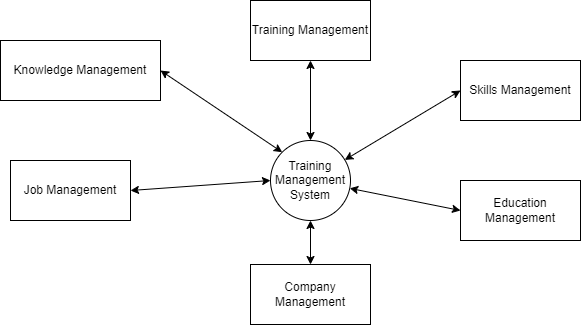 Training Management
Knowledge Management
Skills Management
Training
Management
System
Job Management
Education
Management
Company
Management